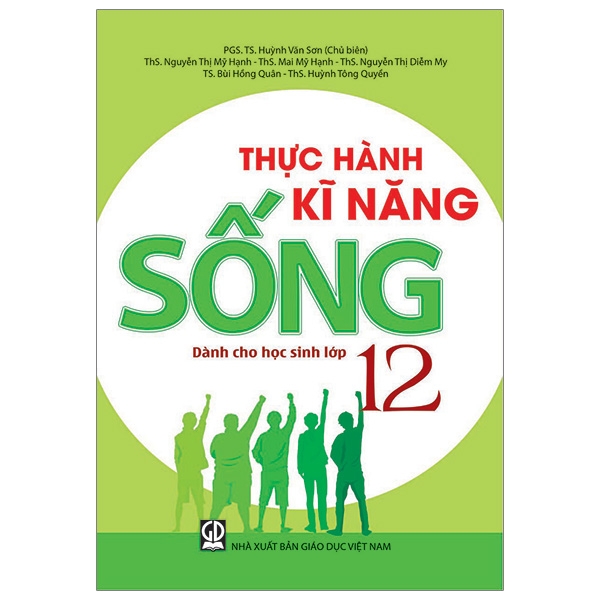 PGS. TS. Huỳnh Văn Sơn (Chủ biên)
ThS. Nguyễn Thị Mỹ Hạnh - ThS. Mai Mỹ Hạnh - ThS. Nguyễn Thị Diễm My
TS. Bùi Hồng Quân - ThS. Huỳnh Tông Quyền
THỰC HÀNH
KĨ NĂNG
SỐNG
Dành cho học sinh lớp 12
GD
NHÀ XUẤT BẢN GIÁO DỤC VIỆT NAM